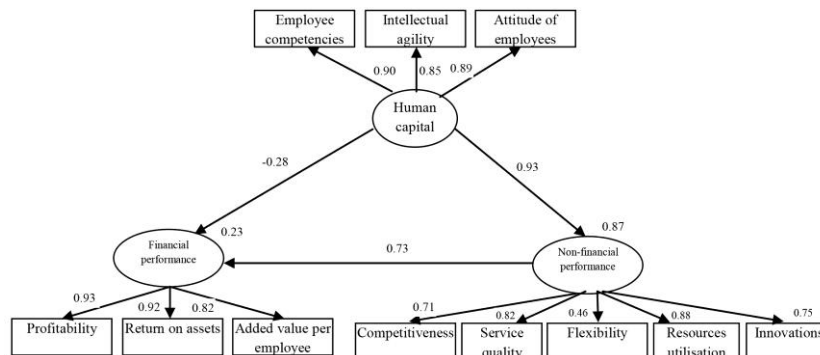 Employee
competencies
Intellectual
agility
Attitude of
employees
0.90
0.85
0.89
Human
capital
-0.28
0.93
0.23
0.87
Financial
performance
0.73
Non-financial
performance
0.93
0.92
0.82
0.71
0.82
0.46
0.88
0.75
Profitability
Return on assets
Added value per
employee
Competitiveness
Service
quality
Flexibility
Resources
utilisation
Innovations